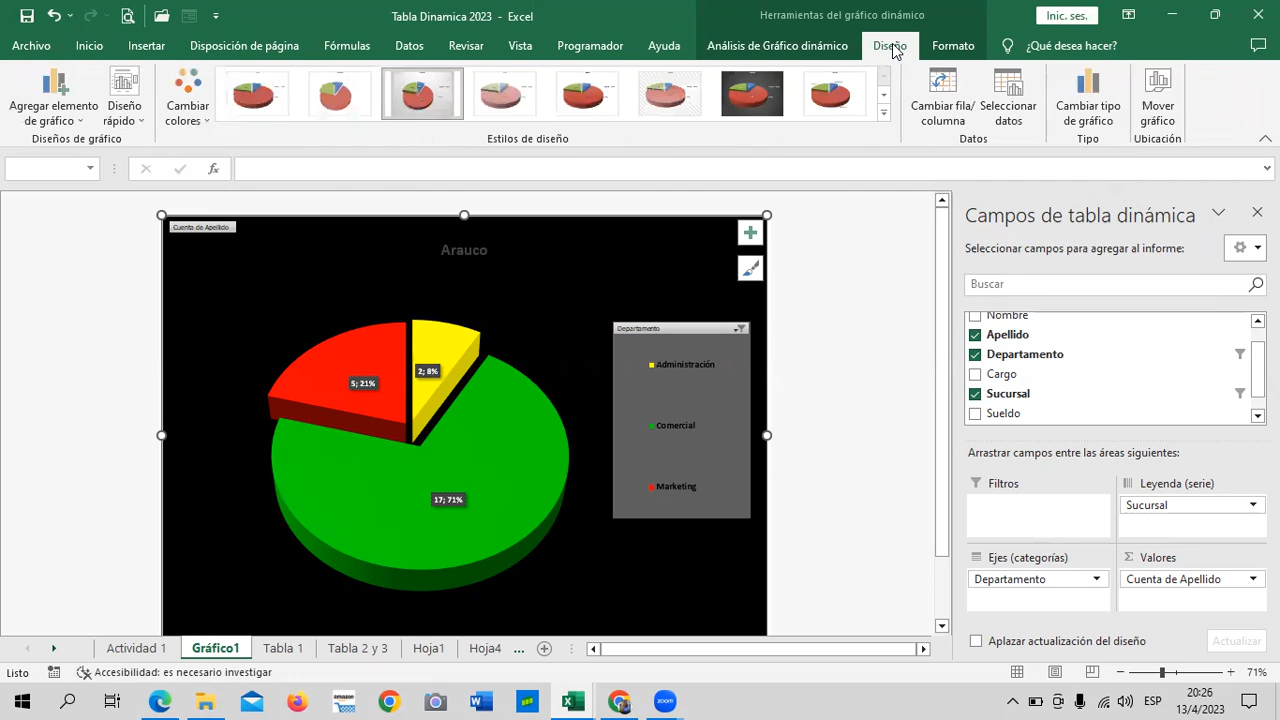 Tabla Dinamica 2023 - Excel
Herramientas del gráfico dinámico
Inic. ses.
Archivo Inicio Insertar Disposición de página Fórmulas Datos Revisar Vista Programador Ayuda Análisis de Gráfico dinámico Diseño Formato ¿Qué desea hacer?
Agregar elemento de gráfico
Diseño rápido
Cambiar colores
Cambiar fila/ columna
Seleccionar datos
Cambiar tipo de gráfico
Mover gráfico
Diseños de gráfico
Estilos de diseño
Datos
Tipo
Ubicación
fx
Cuenta de Apellido
Arauco
Departamento
Administración
Comercial
Marketing
2; 8%
5; 21%
17; 71%
Campos de tabla dinámica
Seleccionar campos para agregar al informe:
Buscar
Nombre
Apellido
Departamento
Cargo
Sucursal
Sueldo
Arrastrar campos entre las áreas siguientes:
Filtros
Leyenda (serie)
Sucursal
Ejes (categorías)
Σ Valores
Departamento
Cuenta de Apellido
Aplazar actualización del diseño
Actualizar
Actividad 1 Gráfico1 Tabla 1 Tabla 2 y 3 Hoja1 Hoja4 ...
Listo
Accesibilidad: es necesario investigar
71%
amazon
zoom
ESP
20:26
13/4/2023